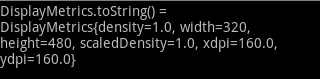 DisplayMetrics.toString() =
DisplayMetrics{density=1.0, width=320,
height=480, scaledDensity=1.0, xdpi=160.0,
ydpi=160.0}